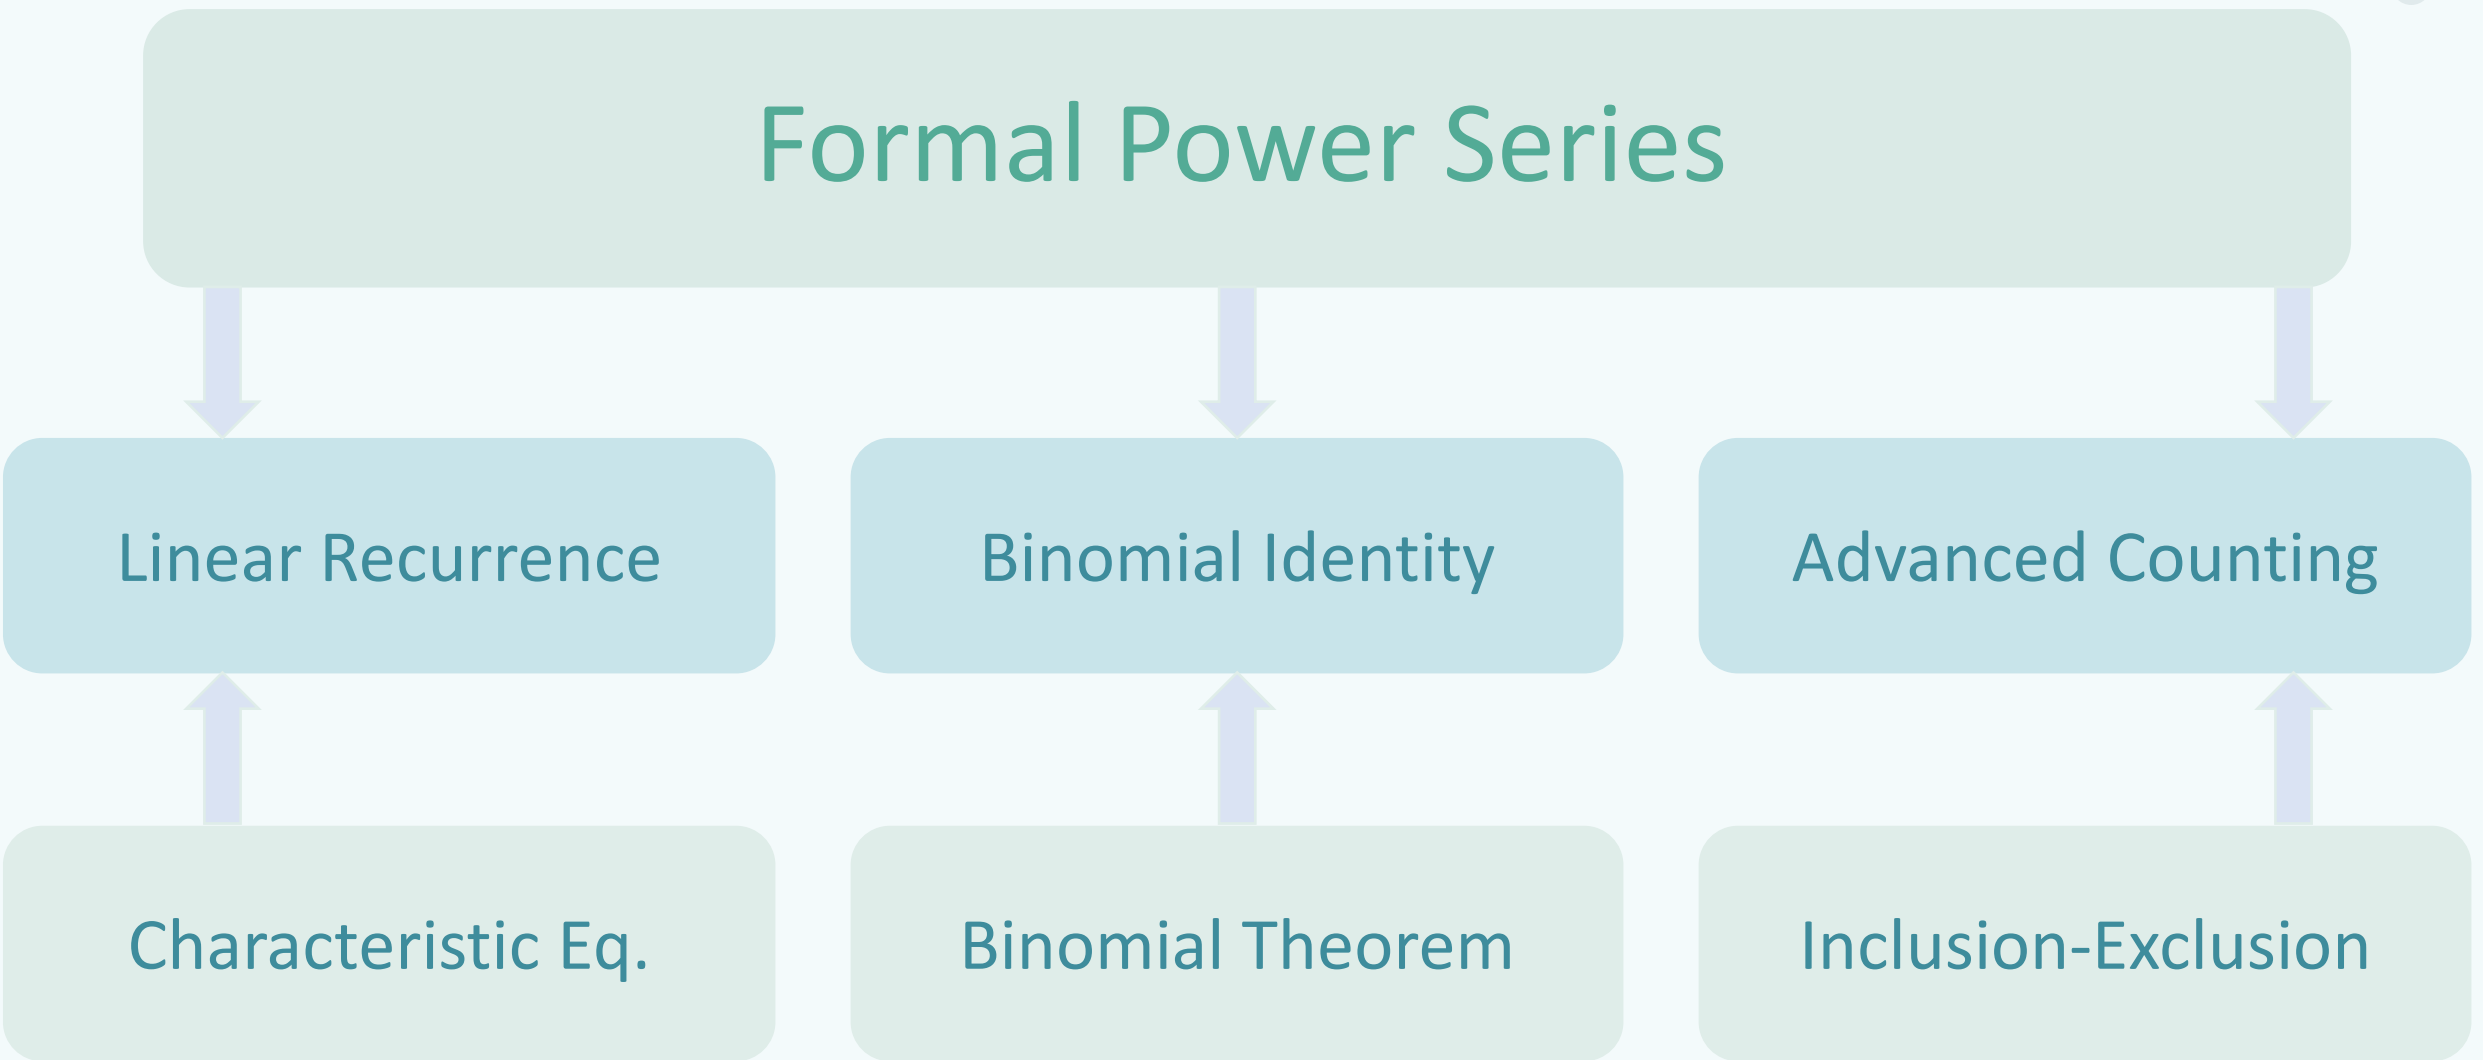 Formal Power Series
Linear Recurrence
Binomial Identity
Advanced Counting
Characteristic Eq.
Binomial Theorem
Inclusion-Exclusion